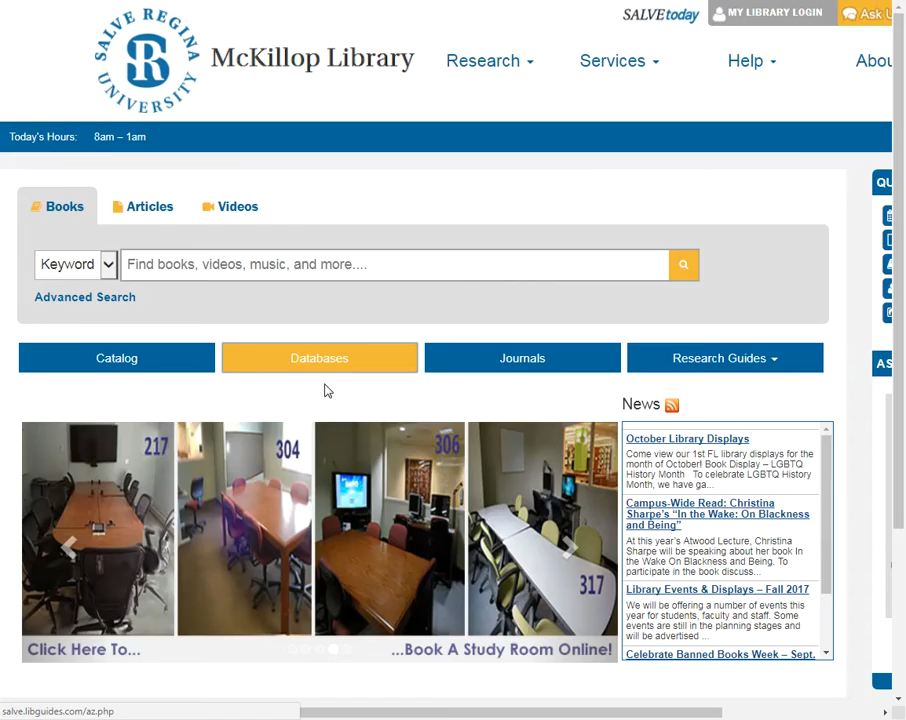 SALVEtoday
MY LIBRARY LOGIN
Ask U
SALVE REGINA
UNIVERSITY
SR
McKillop Library
Research
Services
Help
Abou
Today's Hours: 8am – 1am
Books
Articles
Videos
QU
Keyword
Find books, videos, music, and more....
Advanced Search
Catalog
Databases
Journals
Research Guides
AS
News
217
304
306
317
Click Here To...
...Book A Study Room Online!
October Library Displays
Come view our 1st FL library displays for the
month of October! Book Display – LGBTQ
History Month   To celebrate LGBTQ History
Month, we have ga...
Campus-Wide Read: Christina
Sharpe's “In the Wake: On Blackness
and Being”
At this year's Atwood Lecture, Christina
Sharpe will be speaking about her book In
the Wake On Blackness and Being. To
participate in the book discuss...
Library Events & Displays – Fall 2017
We will be offering a number of events this
year for students, faculty and staff. Some
events are still in the planning stages and
will be advertised ...
Celebrate Banned Books Week – Sept.
salve.libguides.com/az.php